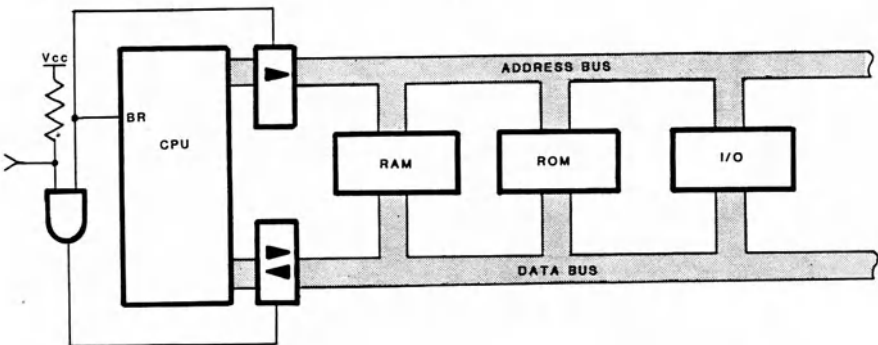 Vcc
ADDRESS BUS
BR
CPU
RAM
ROM
I/O
DATA BUS